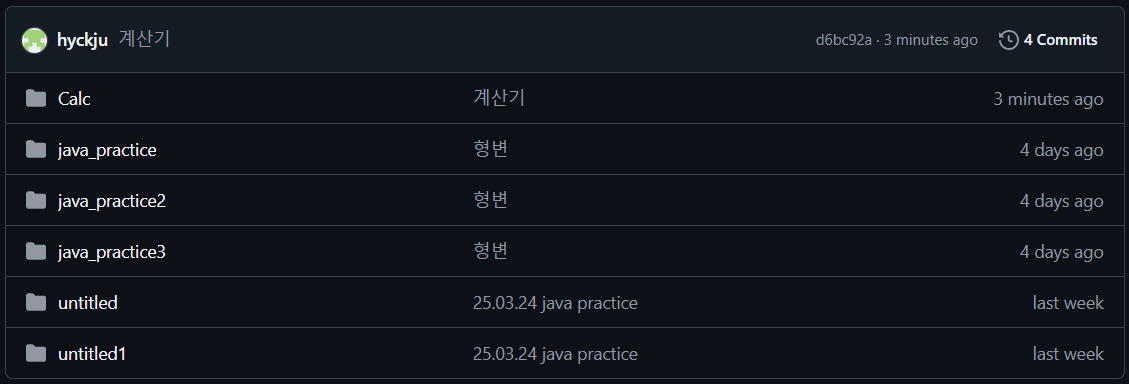 hyckju 계산기 d6bc92a · 3 minutes ago 4 Commits
Calc 계산기 3 minutes ago
java_practice 형변 4 days ago
java_practice2 형변 4 days ago
java_practice3 형변 4 days ago
untitled 25.03.24 java practice last week
untitled1 25.03.24 java practice last week